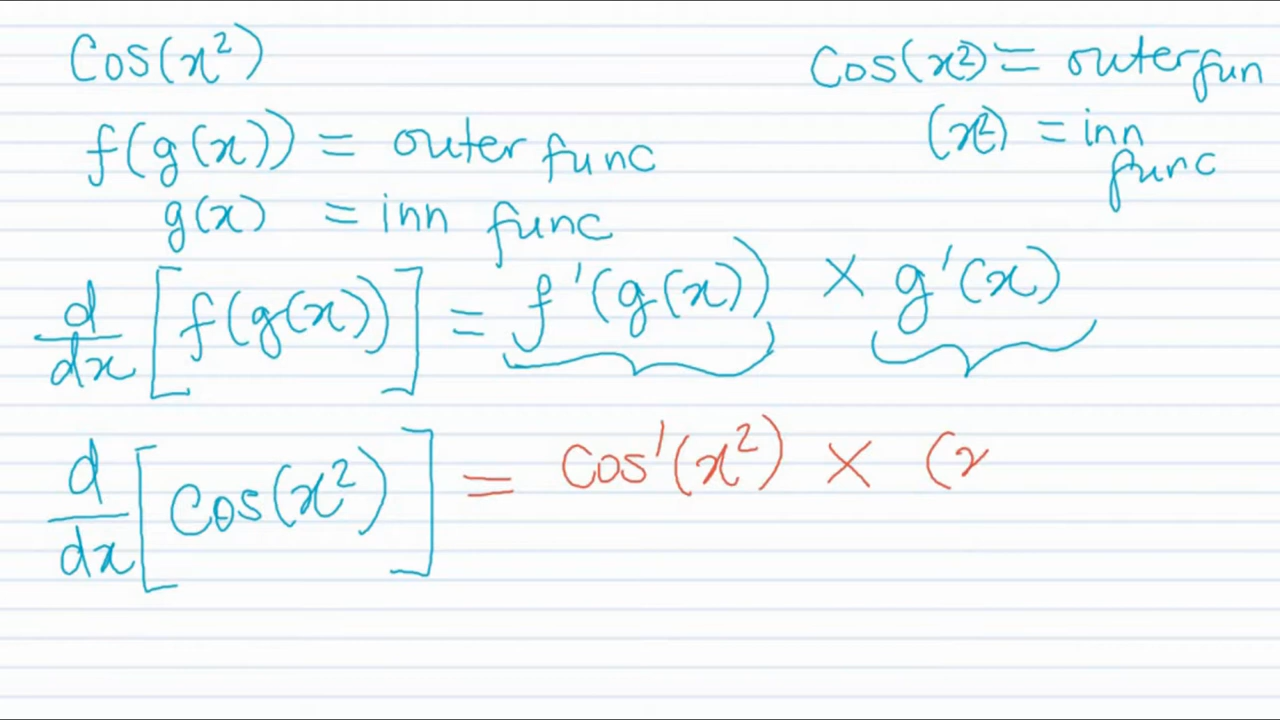 Cos(x²)
Cos(x²) = outer fun
f(g(x)) = outer func
(x²) = inn func
g(x) = inn func
d/dx [f(g(x))] = f'(g(x)) × g'(x)
d/dx [Cos(x²)] = Cos'(x²) × (x